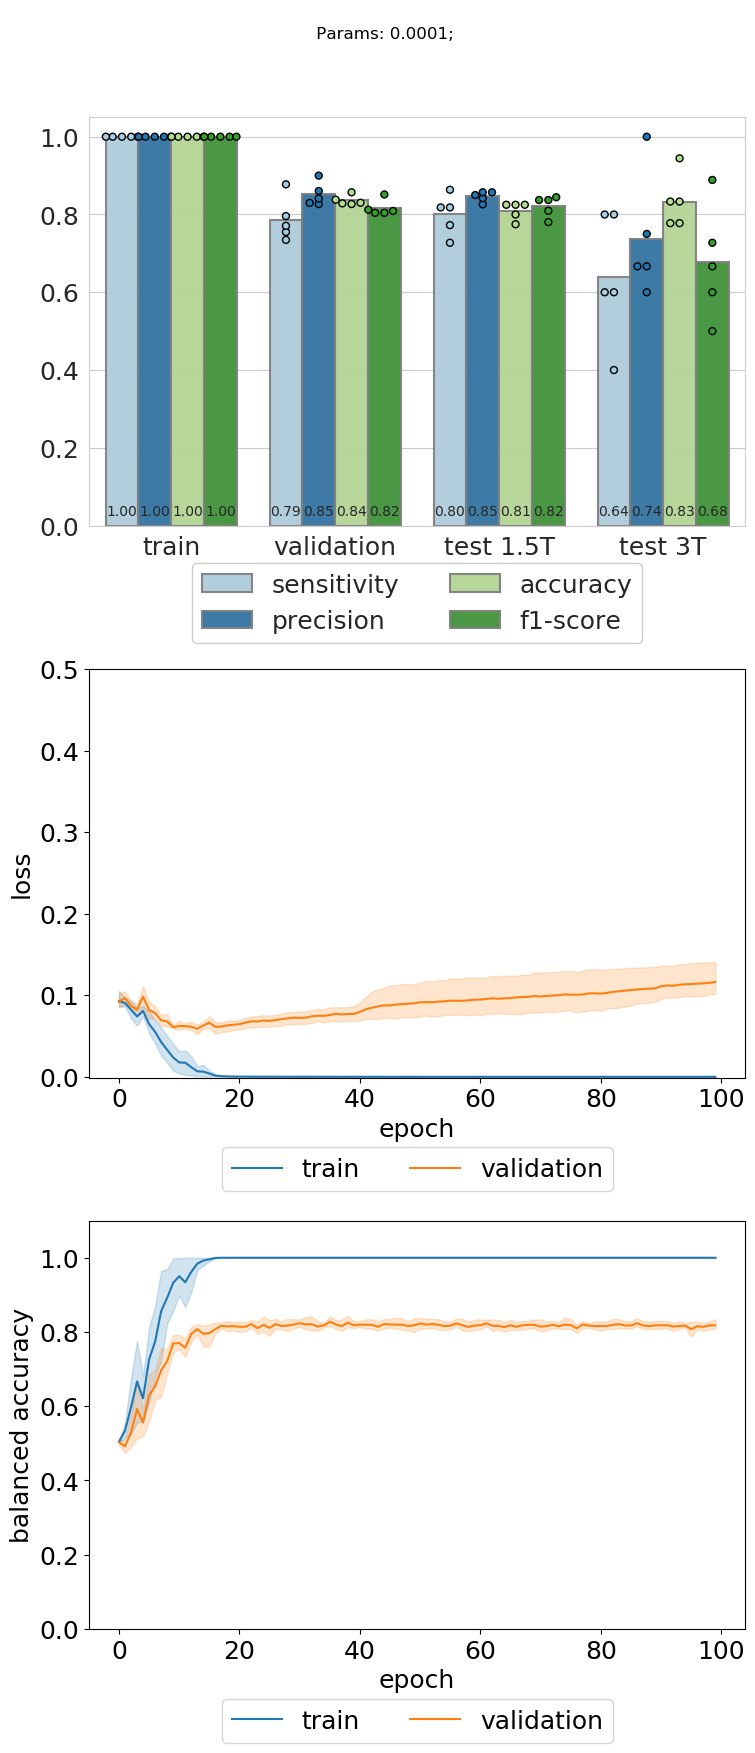 Params: 0.0001;
1.0
0.8
0.6
0.4
0.2
0.0
1.00 1.00 1.00 1.00 0.79 0.85 0.84 0.82 0.80 0.85 0.81 0.82 0.64 0.74 0.83 0.68
train validation test 1.5T test 3T
sensitivity accuracy
precision f1-score
0.5
0.4
0.3
0.2
0.1
0.0
loss
0 20 40 60 80 100
epoch
train validation
1.0
0.8
0.6
0.4
0.2
0.0
balanced accuracy
0 20 40 60 80 100
epoch
train validation